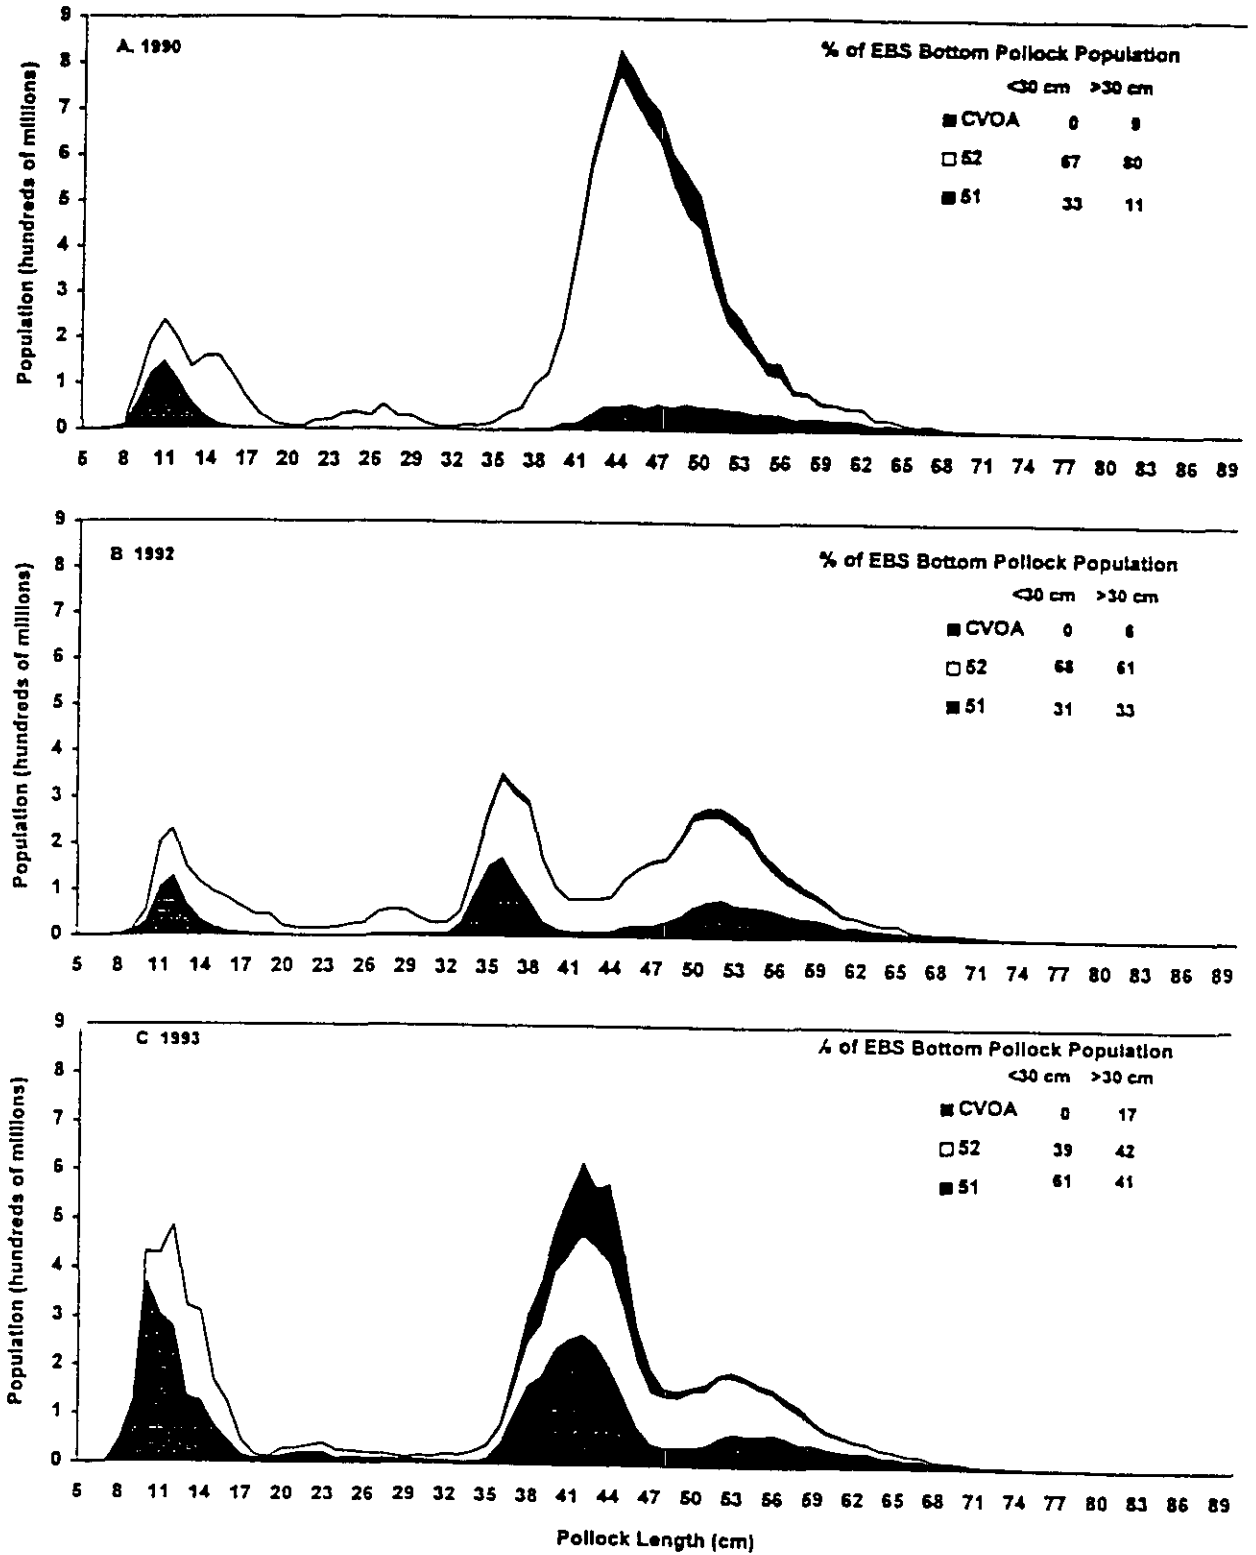 A. 1990
% of EBS Bottom Pollock Population
<30 cm >30 cm
CVOA 0 9
52 67 80
51 33 11
Population (hundreds of millions)
9
8
7
6
5
4
3
2
1
0
5 8 11 14 17 20 23 26 29 32 35 38 41 44 47 50 53 56 59 62 65 68 71 74 77 80 83 86 89
B 1992
% of EBS Bottom Pollock Population
<30 cm >30 cm
CVOA 0 6
52 68 61
51 31 33
Population (hundreds of millions)
9
8
7
6
5
4
3
2
1
0
5 8 11 14 17 20 23 26 29 32 35 38 41 44 47 50 53 56 59 62 65 68 71 74 77 80 83 86 89
C 1993
% of EBS Bottom Pollock Population
<30 cm >30 cm
CVOA 0 17
52 39 42
51 61 41
Population (hundreds of millions)
9
8
7
6
5
4
3
2
1
0
5 8 11 14 17 20 23 26 29 32 35 38 41 44 47 50 53 56 59 62 65 68 71 74 77 80 83 86 89
Pollock Length (cm)